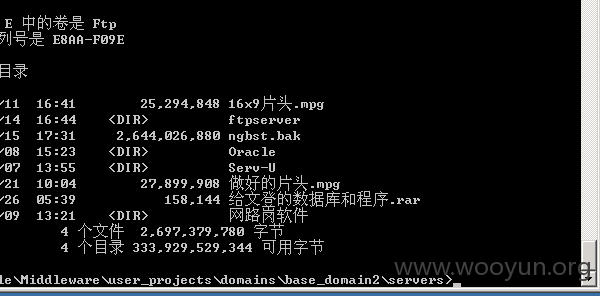 E 中的卷是 Ftp
列号是 E8AA-F09E
目录
/11 16:41 25,294,848 16x9片头.mpg
/14 16:44 <DIR> ftpserver
/15 17:31 2,644,026,880 ngbst.bak
/08 15:23 <DIR> Oracle
/07 13:55 <DIR> Serv-U
/21 10:04 27,899,908 做好的片头.mpg
/26 05:39 158,144 给文登的数据库和程序.rar
/09 13:21 <DIR> 网路岗软件
4 个文件 2,697,379,780 字节
4 个目录 333,929,529,344 可用字节
www.wooyun.org
le\Middleware\user_projects\domains\base_domain2\servers>